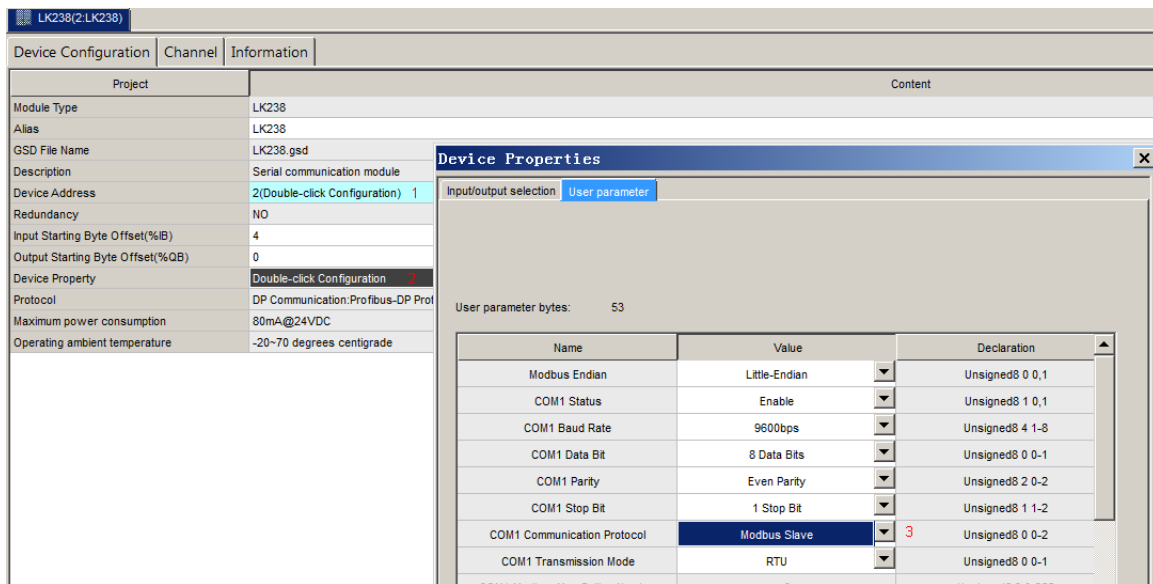 LK238(2:LK238)
Device Configuration Channel Information
Project Content
Module Type LK238
Alias LK238
GSD File Name LK238.gsd
Description Serial communication module
Device Address 2(Double-click Configuration) 1
Redundancy NO
Input Starting Byte Offset(%IB) 4
Output Starting Byte Offset(%QB) 0
Device Property Double-click Configuration 2
Protocol DP Communication:Profibus-DP Prot
Maximum power consumption 80mA@24VDC
Operating ambient temperature -20~70 degrees centigrade
Device Properties
Input/output selection User parameter
User parameter bytes: 53
Name Value Declaration
Modbus Endian Little-Endian Unsigned8 0 0,1
COM1 Status Enable Unsigned8 1 0,1
COM1 Baud Rate 9600bps Unsigned8 4 1-8
COM1 Data Bit 8 Data Bits Unsigned8 0 0-1
COM1 Parity Even Parity Unsigned8 2 0-2
COM1 Stop Bit 1 Stop Bit Unsigned8 1 1-2
COM1 Communication Protocol Modbus Slave 3 Unsigned8 0 0-2
COM1 Transmission Mode RTU Unsigned8 0 0-1